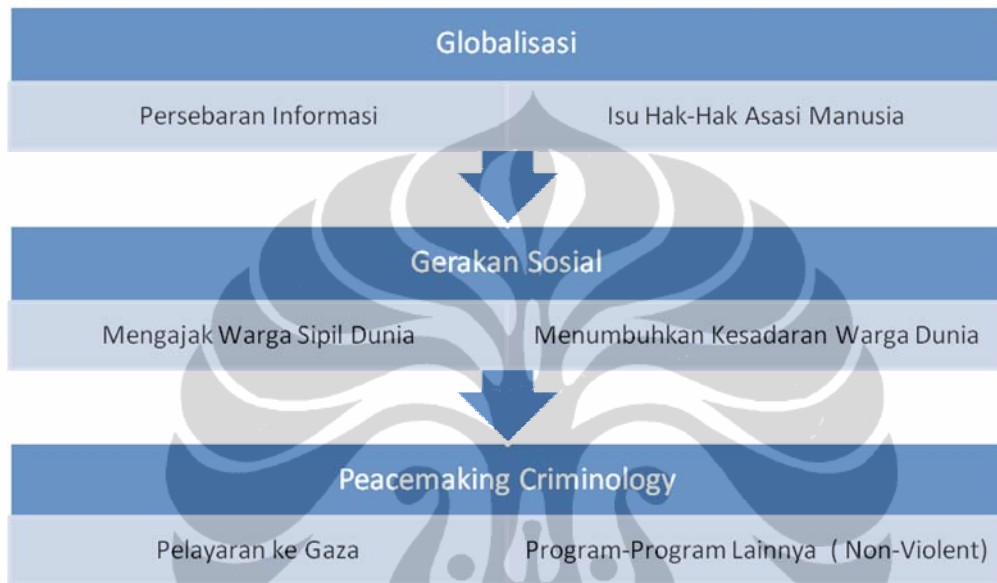 Globalisasi
Persebaran Informasi
Isu Hak-Hak Asasi Manusia
Gerakan Sosial
Mengajak Warga Sipil Dunia
Menumbuhkan Kesadaran Warga Dunia
Peacemaking Criminology
Pelayaran ke Gaza
Program-Program Lainnya ( Non-Violent)